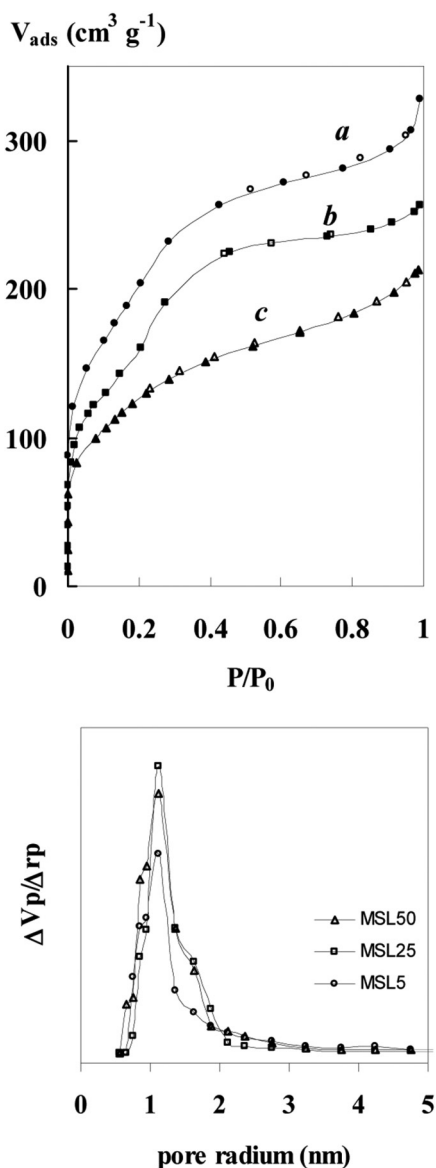 V_ads (cm³ g⁻¹)
300
200
100
0
a
b
c
0 0.2 0.4 0.6 0.8 1
P/P₀
ΔVp/Δrp
MSL50
MSL25
MSL5
0 1 2 3 4 5
pore radium (nm)